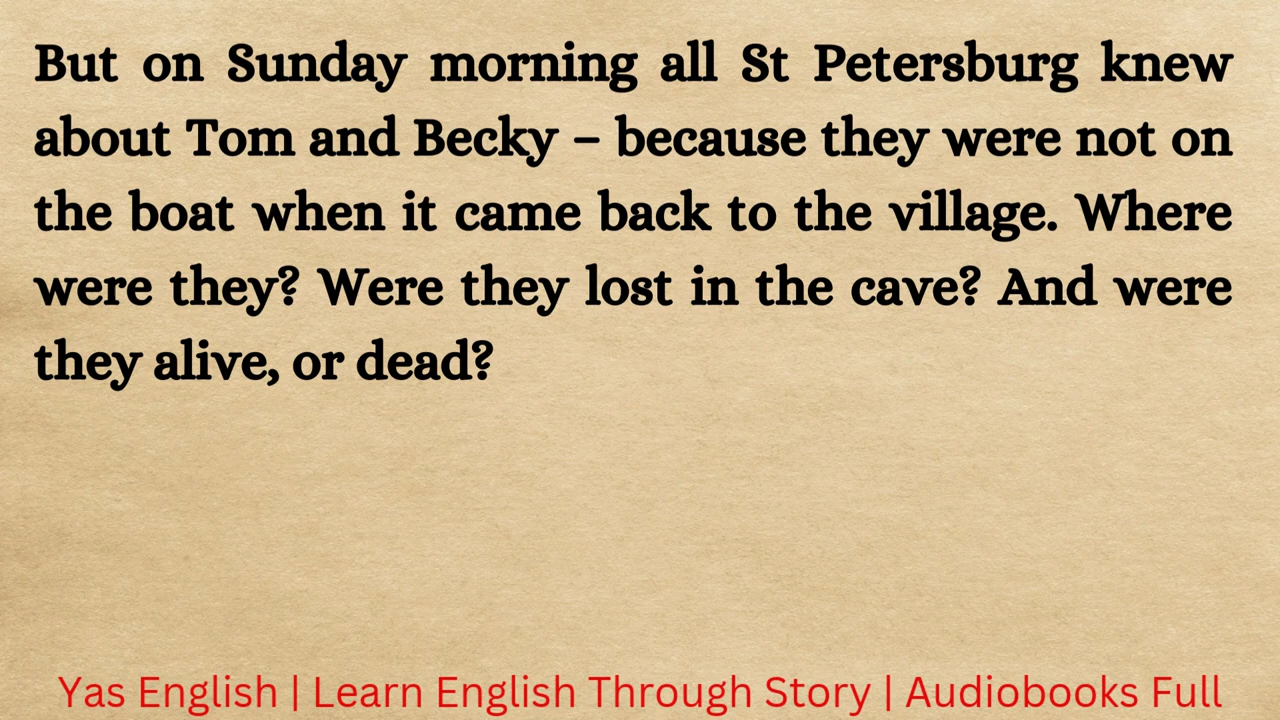 But on Sunday morning all St Petersburg knew
about Tom and Becky – because they were not on
the boat when it came back to the village. Where
were they? Were they lost in the cave? And were
they alive, or dead?
Yas English | Learn English Through Story | Audiobooks Full